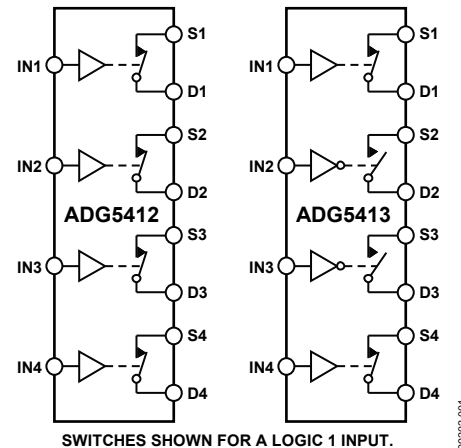 S1 S1
IN1 IN1
D1 D1
S2 S2
IN2 IN2
D2 D2
ADG5412 ADG5413
S3 S3
IN3 IN3
D3 D3
S4 S4
IN4 IN4
D4 D4
SWITCHES SHOWN FOR A LOGIC 1 INPUT.